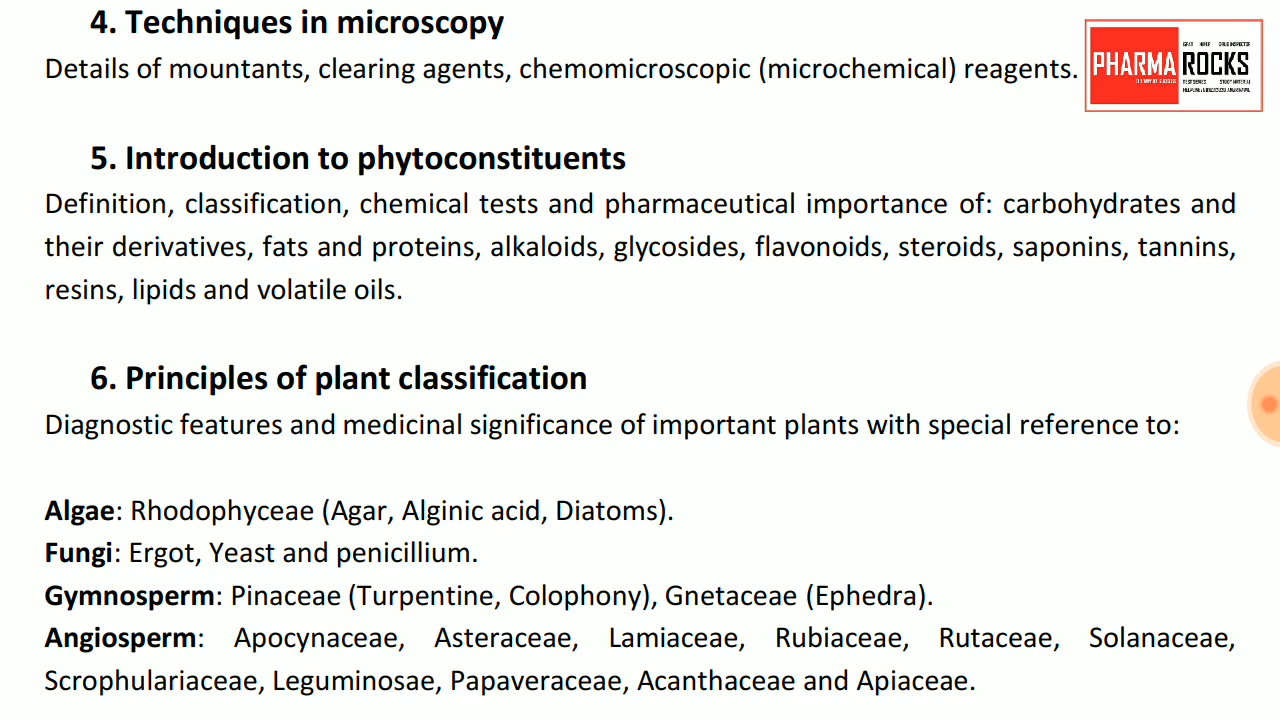 4. Techniques in microscopy
Details of mountants, clearing agents, chemomicroscopic (microchemical) reagents.
PHARMA ROCKS
5. Introduction to phytoconstituents
Definition, classification, chemical tests and pharmaceutical importance of: carbohydrates and
their derivatives, fats and proteins, alkaloids, glycosides, flavonoids, steroids, saponins, tannins,
resins, lipids and volatile oils.
6. Principles of plant classification
Diagnostic features and medicinal significance of important plants with special reference to:
Algae: Rhodophyceae (Agar, Alginic acid, Diatoms).
Fungi: Ergot, Yeast and penicillium.
Gymnosperm: Pinaceae (Turpentine, Colophony), Gnetaceae (Ephedra).
Angiosperm: Apocynaceae, Asteraceae, Lamiaceae, Rubiaceae, Rutaceae, Solanaceae,
Scrophulariaceae, Leguminosae, Papaveraceae, Acanthaceae and Apiaceae.